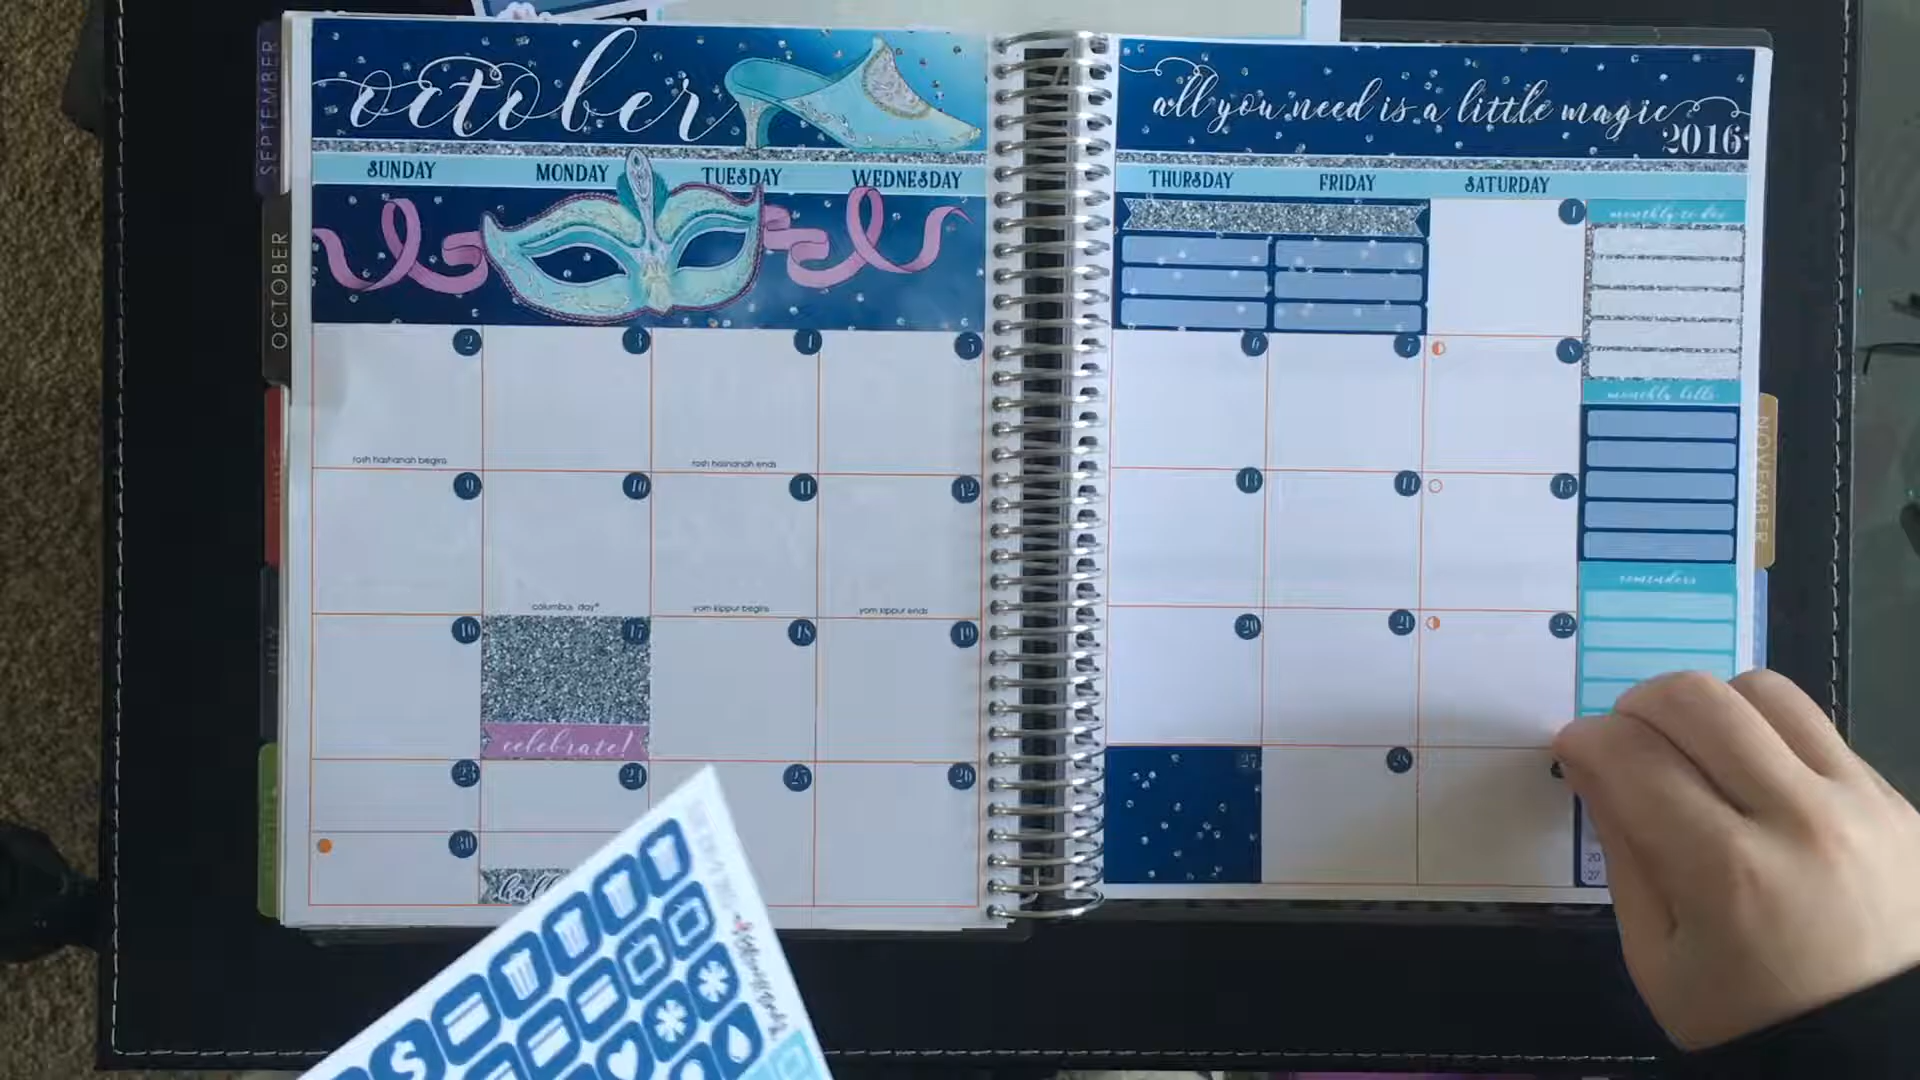 SEPTEMBER
OCTOBER
october
all you need is a little magic
2016
SUNDAY MONDAY TUESDAY WEDNESDAY
THURSDAY FRIDAY SATURDAY
monthly to do
1
2 3 4 5
6 7 8
rosh hashanah begins
rosh hashanah ends
monthly bills
NOVEMBER
9 10 11 12
13 14 15
columbus day*
yom kippur begins
yom kippur ends
reminders
16 17 18 19
20 21 22
celebrate!
23 24 25 26
27 28
30
20
27